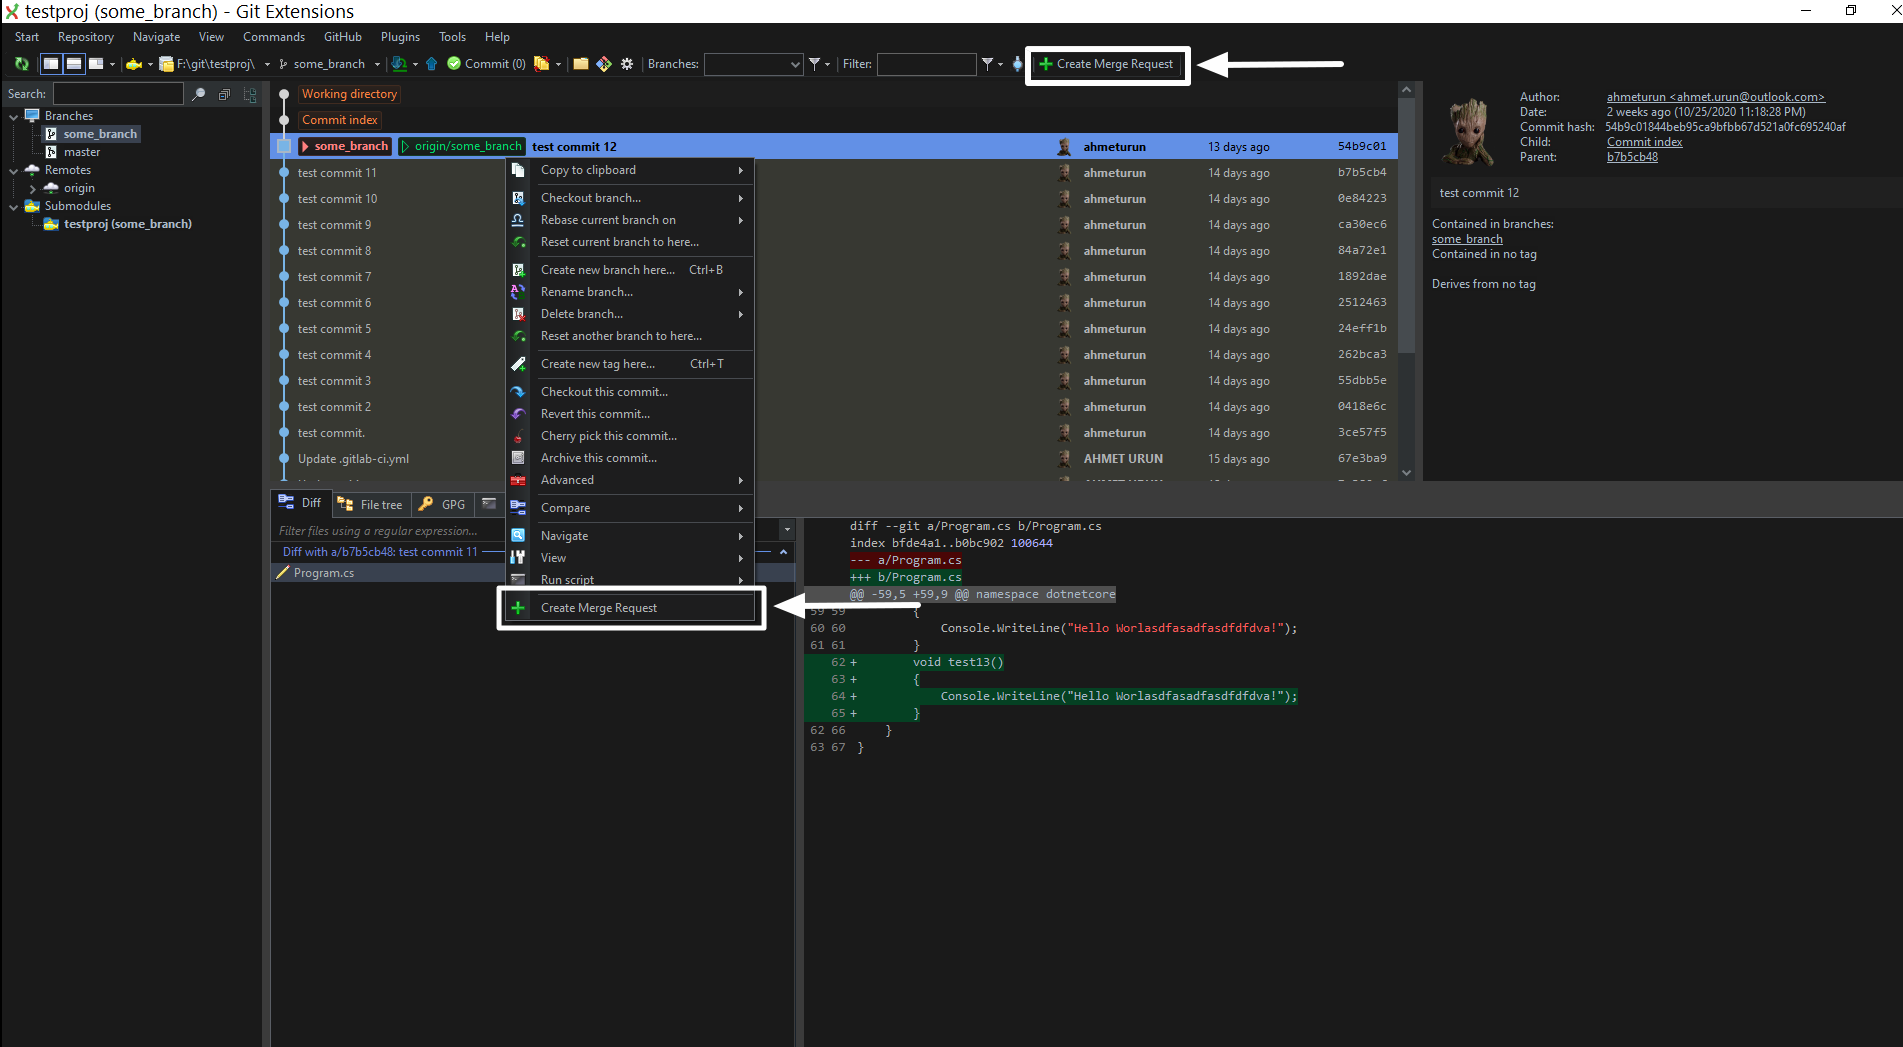 testproj (some_branch) - Git Extensions
Start Repository Navigate View Commands GitHub Plugins Tools Help
F:\git\testproj\ some_branch Commit (0) Branches: Filter: Create Merge Request
Search:
Branches
some_branch
master
Remotes
origin
Submodules
testproj (some_branch)
Working directory
Commit index
some_branch origin/some_branch test commit 12 ahmeturun 13 days ago 54b9c01
test commit 11 ahmeturun 14 days ago b7b5cb4
test commit 10 ahmeturun 14 days ago 0e84223
test commit 9 ahmeturun 14 days ago ca30ec6
test commit 8 ahmeturun 14 days ago 84a72e1
test commit 7 ahmeturun 14 days ago 1892dae
test commit 6 ahmeturun 14 days ago 2512463
test commit 5 ahmeturun 14 days ago 24eff1b
test commit 4 ahmeturun 14 days ago 262bca3
test commit 3 ahmeturun 14 days ago 55dbb5e
test commit 2 ahmeturun 14 days ago 0418e6c
test commit. ahmeturun 14 days ago 3ce57f5
Update .gitlab-ci.yml AHMET URUN 15 days ago 67e3ba9
Copy to clipboard
Checkout branch...
Rebase current branch on
Reset current branch to here...
Create new branch here... Ctrl+B
Rename branch...
Delete branch...
Reset another branch to here...
Create new tag here... Ctrl+T
Checkout this commit...
Revert this commit...
Cherry pick this commit...
Archive this commit...
Advanced
Compare
Navigate
View
Run script
Create Merge Request
Author: ahmeturun <ahmet.urun@outlook.com>
Date: 2 weeks ago (10/25/2020 11:18:28 PM)
Commit hash: 54b9c01844beb95ca9bfbb67d521a0fc695240af
Child: Commit index
Parent: b7b5cb48
test commit 12
Contained in branches:
some_branch
Contained in no tag
Derives from no tag
Diff File tree GPG
Filter files using a regular expression...
Diff with a/b7b5cb48: test commit 11
Program.cs
diff --git a/Program.cs b/Program.cs
index bfde4a1..b0bc902 100644
--- a/Program.cs
+++ b/Program.cs
@@ -59,5 +59,9 @@ namespace dotnetcore
59 59 {
60 60 Console.WriteLine("Hello Worlasdfasadfasdfdfdva!");
61 61 }
62 + void test13()
63 + {
64 + Console.WriteLine("Hello Worlasdfasadfasdfdfdva!");
65 + }
62 66 }
63 67 }